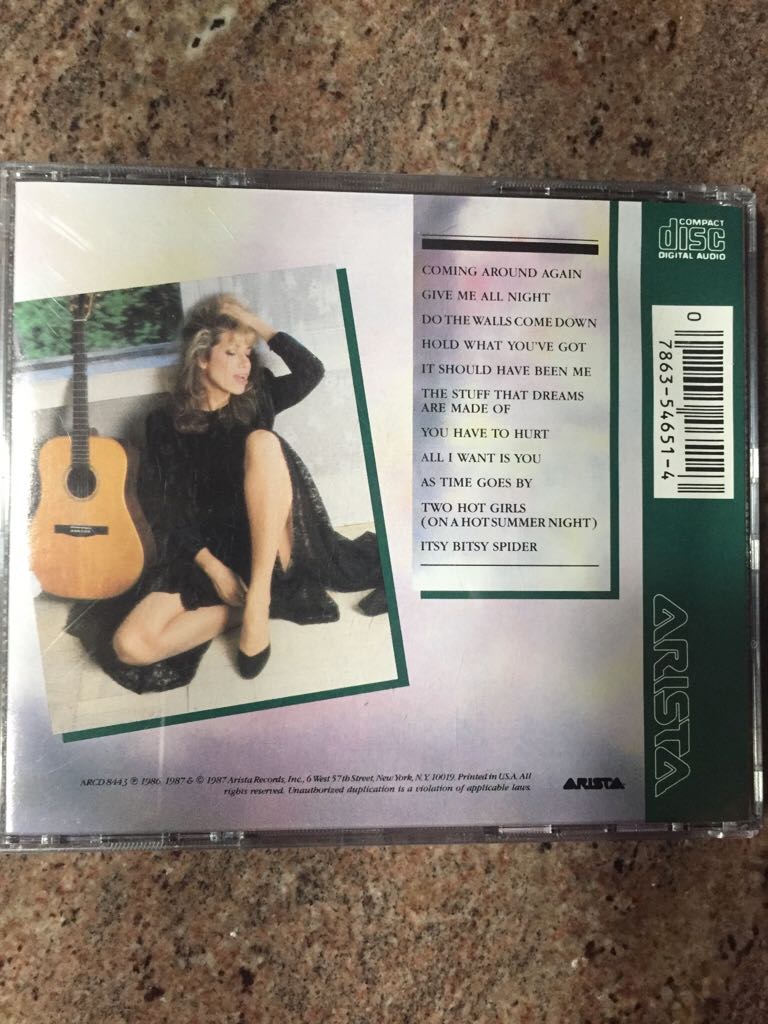 COMING AROUND AGAIN
GIVE ME ALL NIGHT
DO THE WALLS COME DOWN
HOLD WHAT YOU'VE GOT
IT SHOULD HAVE BEEN ME
THE STUFF THAT DREAMS
ARE MADE OF
YOU HAVE TO HURT
ALL I WANT IS YOU
AS TIME GOES BY
TWO HOT GIRLS
(ON A HOT SUMMER NIGHT)
ITSY BITSY SPIDER
COMPACT
disc
DIGITAL AUDIO
0 7863-54651-4
ARISTA
ARCD 8443 ℗ 1986, 1987 & © 1987 Arista Records, Inc., 6 West 57th Street, New York, N.Y. 10019. Printed in U.S.A. All
rights reserved. Unauthorized duplication is a violation of applicable laws.
ARISTA